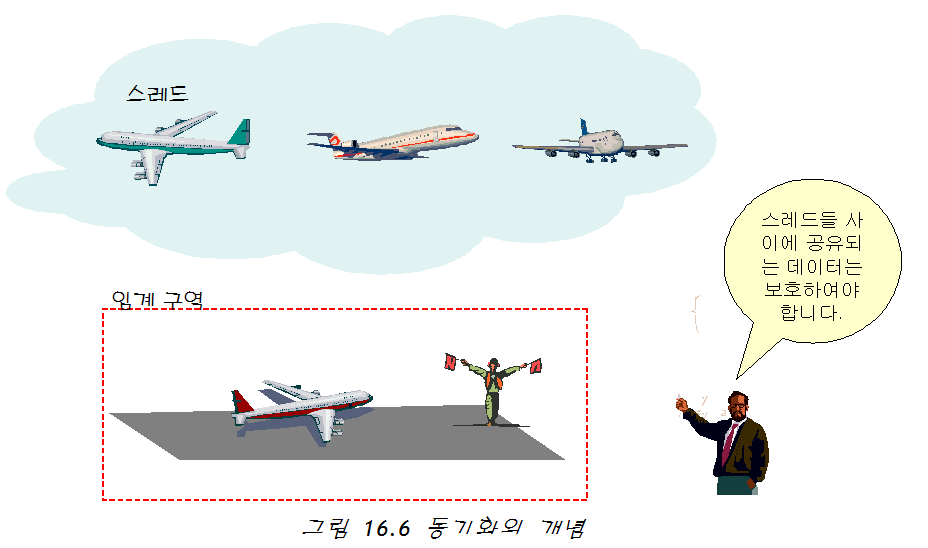 스레드
임계 구역
스레드들 사
이에 공유되
는 데이터는
보호하여야
합니다.
그림 16.6 동기화의 개념